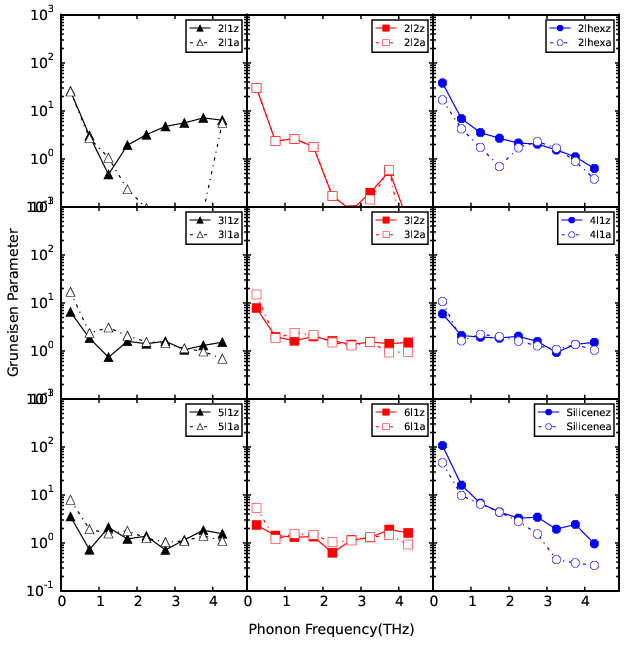 10³
10²
10¹
10⁰
10³
10²
10¹
10⁰
10³
10²
10¹
10⁰
10⁻¹
Gruneisen Parameter
2l1z
2l1a
2l2z
2l2a
2lhexz
2lhexa
3l1z
3l1a
3l2z
3l2a
4l1z
4l1a
5l1z
5l1a
6l1z
6l1a
Silicenez
Silicenea
0 1 2 3 4 0 1 2 3 4 0 1 2 3 4
Phonon Frequency(THz)